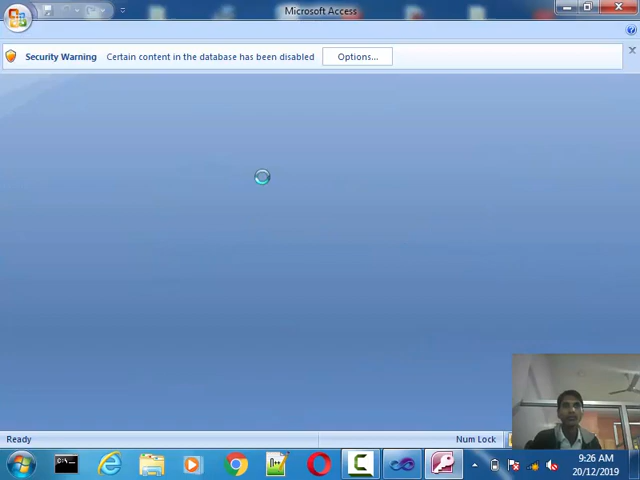 Microsoft Access
Security Warning Certain content in the database has been disabled Options...
Ready
Num Lock
9:26 AM
20/12/2019